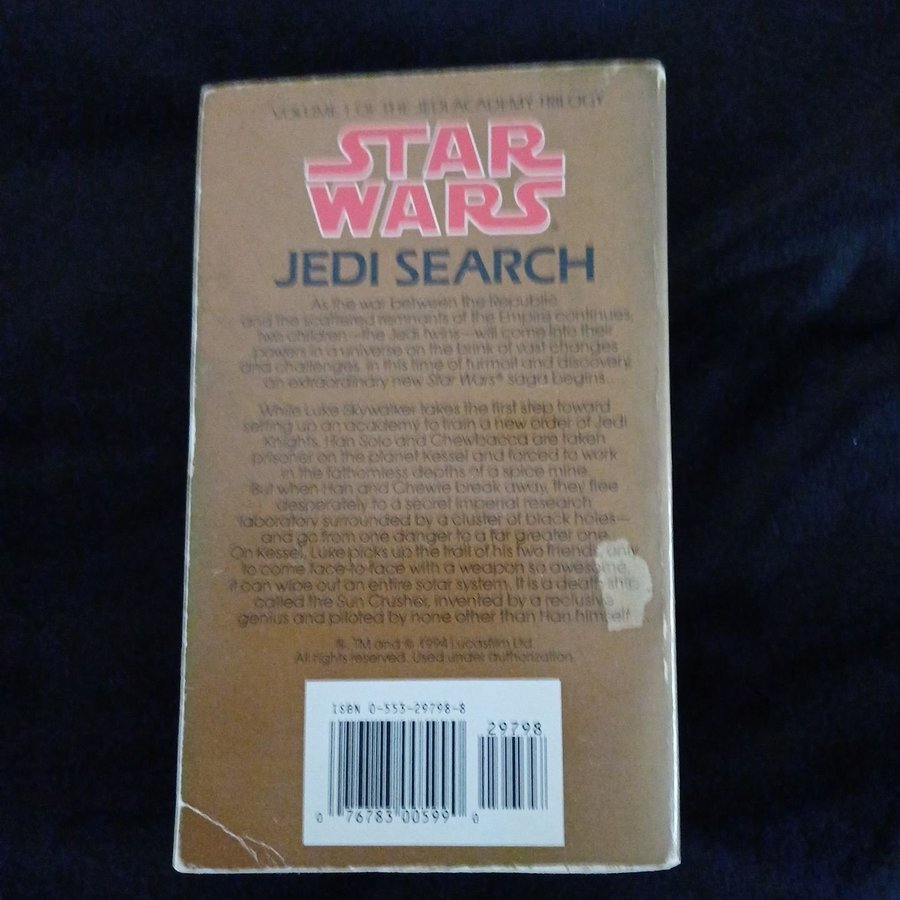 VOLUME 1 OF THE JEDI ACADEMY TRILOGY
STAR
WARS
JEDI SEARCH
As the war between the Republic
and the scattered remnants of the Empire continues,
two children—the Jedi twins—will come into their
powers in a universe on the brink of vast changes
and challenges. In this time of turmoil and discovery,
an extraordinary new Star Wars® saga begins....
While Luke Skywalker takes the first step toward
setting up an academy to train a new order of Jedi
Knights, Han Solo and Chewbacca are taken
prisoner on the planet Kessel and forced to work
in the fathomless depths of a spice mine.
But when Han and Chewie break away, they flee
desperately to a secret Imperial research
laboratory surrounded by a cluster of black holes—
and go from one danger to a far greater one....
On Kessel, Luke picks up the trail of his two friends, only
to come face-to-face with a weapon so awesome,
it can wipe out an entire solar system. It is a death ship
called the Sun Crusher, invented by a reclusive
genius and piloted by none other than Han himself....
®, TM and © 1994 Lucasfilm Ltd.
All rights reserved. Used under authorization.
ISBN 0-553-29798-8
29798
0 76783 00599 0